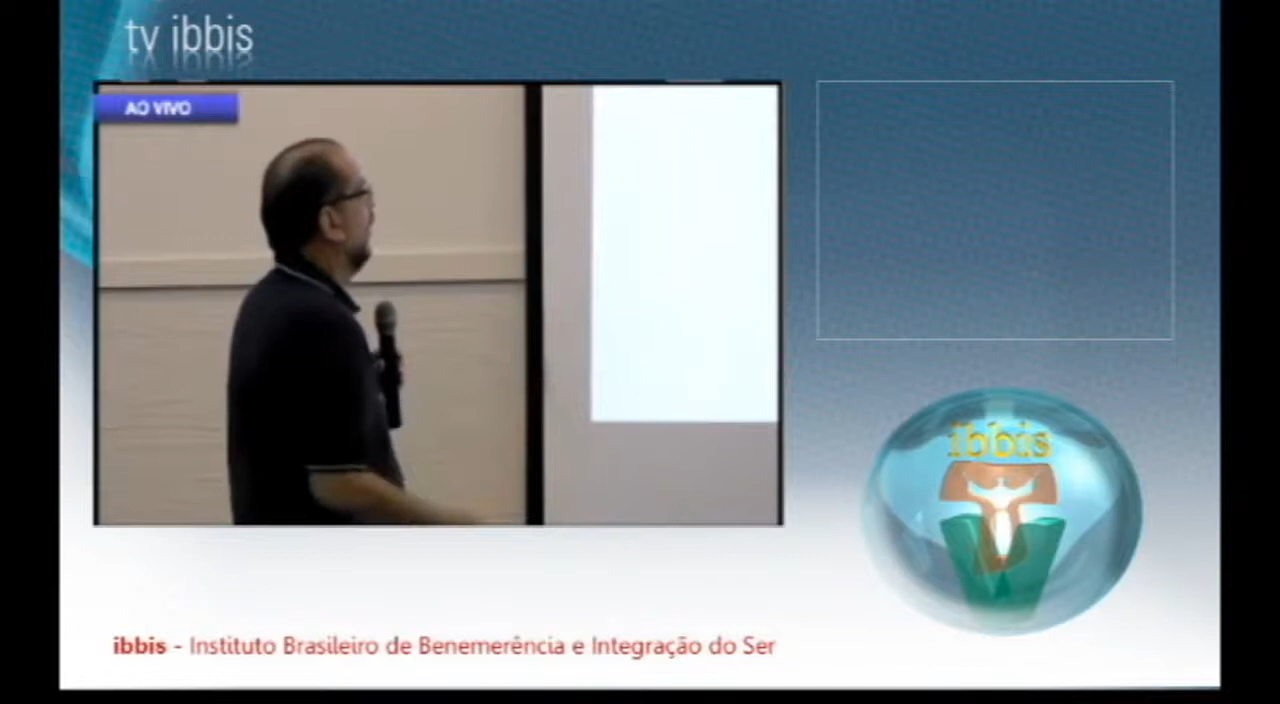 tv ibbis
AO VIVO
ibbis
ibbis - Instituto Brasileiro de Benemerência e Integração do Ser